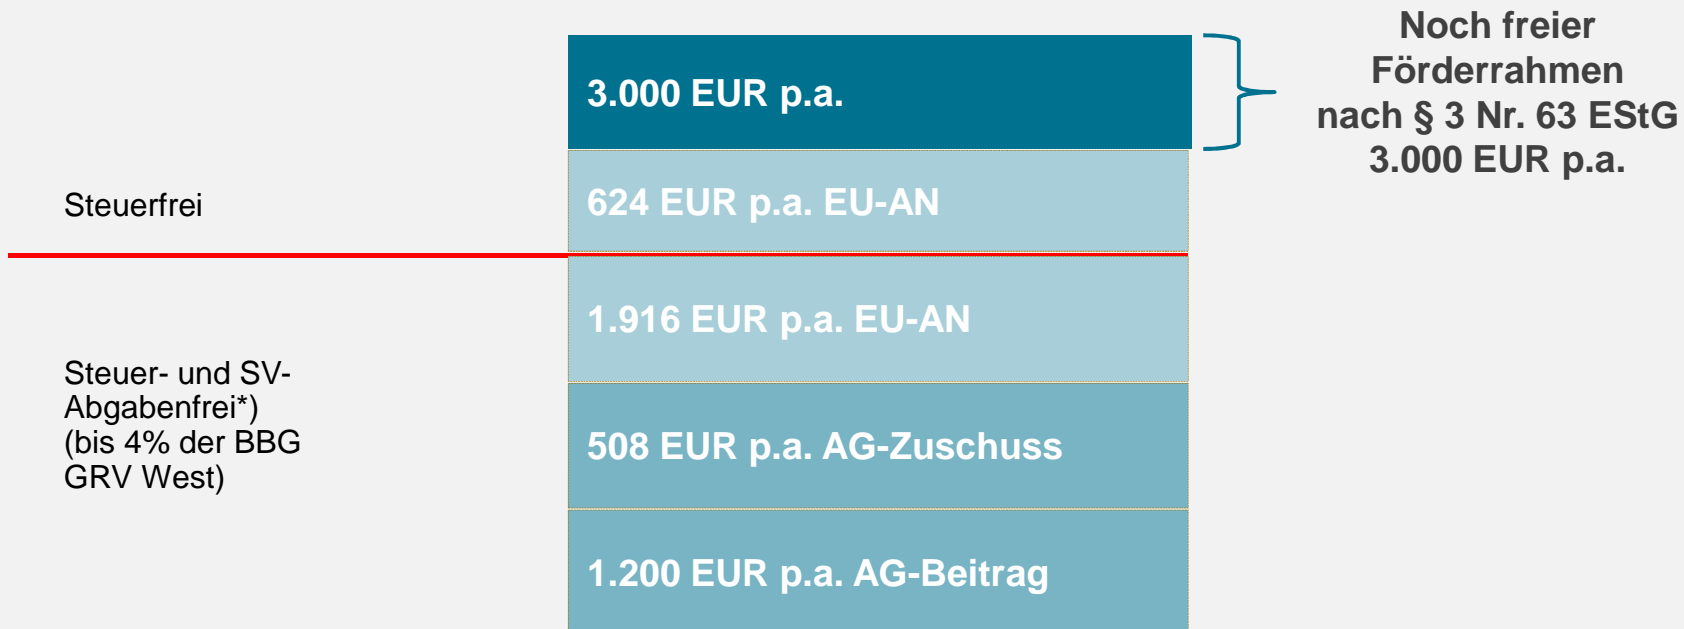 Noch freier
Förderrahmen
nach § 3 Nr. 63 EStG
3.000 EUR p.a.
3.000 EUR p.a.
Steuerfrei
624 EUR p.a. EU-AN
1.916 EUR p.a. EU-AN
Steuer- und SV-
Abgabenfrei*)
(bis 4% der BBG
GRV West)
508 EUR p.a. AG-Zuschuss
1.200 EUR p.a. AG-Beitrag